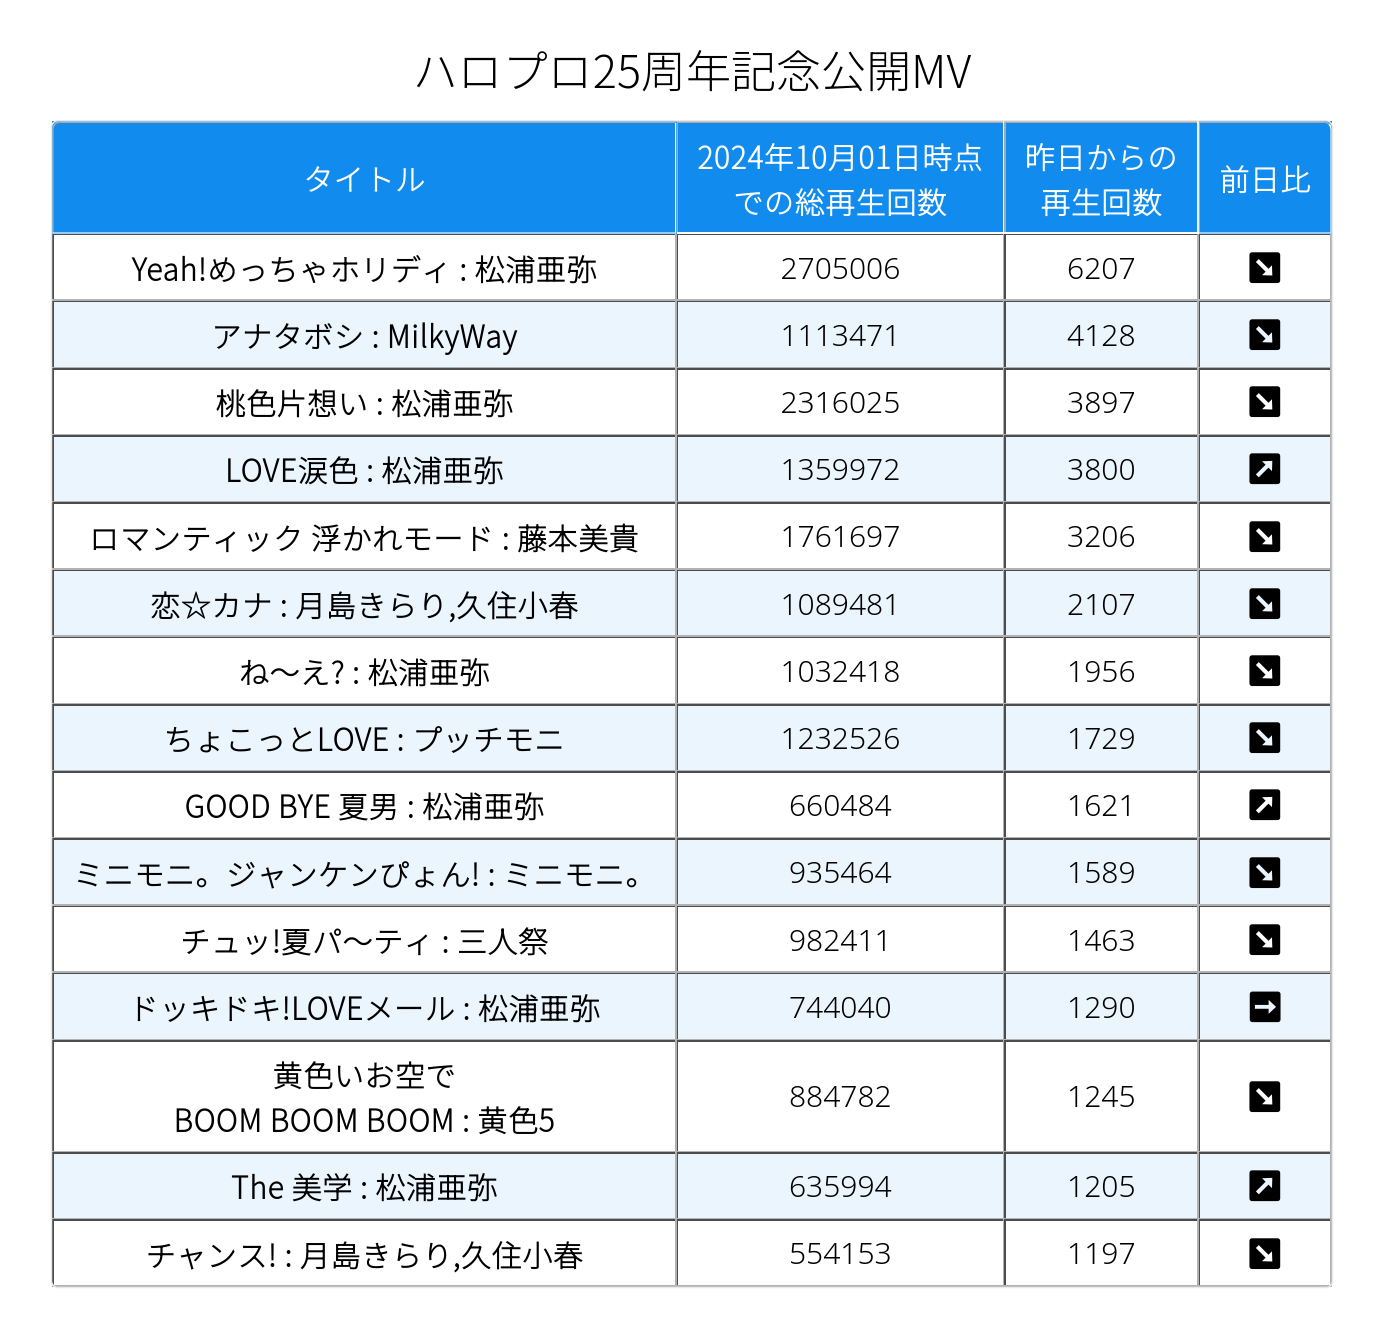 ハロプロ25周年記念公開MV
タイトル
2024年10月01日時点
での総再生回数
昨日からの
再生回数
前日比
Yeah!めっちゃホリディ : 松浦亜弥 2705006 6207 ↘
アナタボシ : MilkyWay 1113471 4128 ↘
桃色片想い : 松浦亜弥 2316025 3897 ↘
LOVE涙色 : 松浦亜弥 1359972 3800 ↗
ロマンティック 浮かれモード : 藤本美貴 1761697 3206 ↘
恋☆カナ : 月島きらり,久住小春 1089481 2107 ↘
ね〜え? : 松浦亜弥 1032418 1956 ↘
ちょこっとLOVE : プッチモニ 1232526 1729 ↘
GOOD BYE 夏男 : 松浦亜弥 660484 1621 ↗
ミニモニ。ジャンケンぴょん! : ミニモニ。 935464 1589 ↘
チュッ!夏パ〜ティ : 三人祭 982411 1463 ↘
ドッキドキ!LOVEメール : 松浦亜弥 744040 1290 →
黄色いお空で
BOOM BOOM BOOM : 黄色5 884782 1245 ↘
The 美学 : 松浦亜弥 635994 1205 ↗
チャンス! : 月島きらり,久住小春 554153 1197 ↘